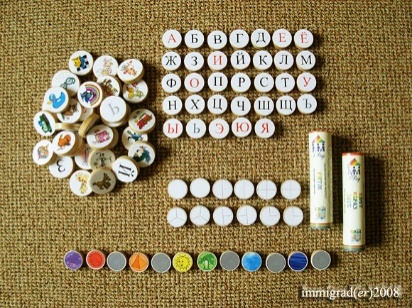 А Б В Г Д Е Ё
Ж З И Й К Л М
Ф О П Р С Т У
Н Х Ц Ч Ш Щ Ъ
Ы Ь Э Ю Я
immigrad(er)2008